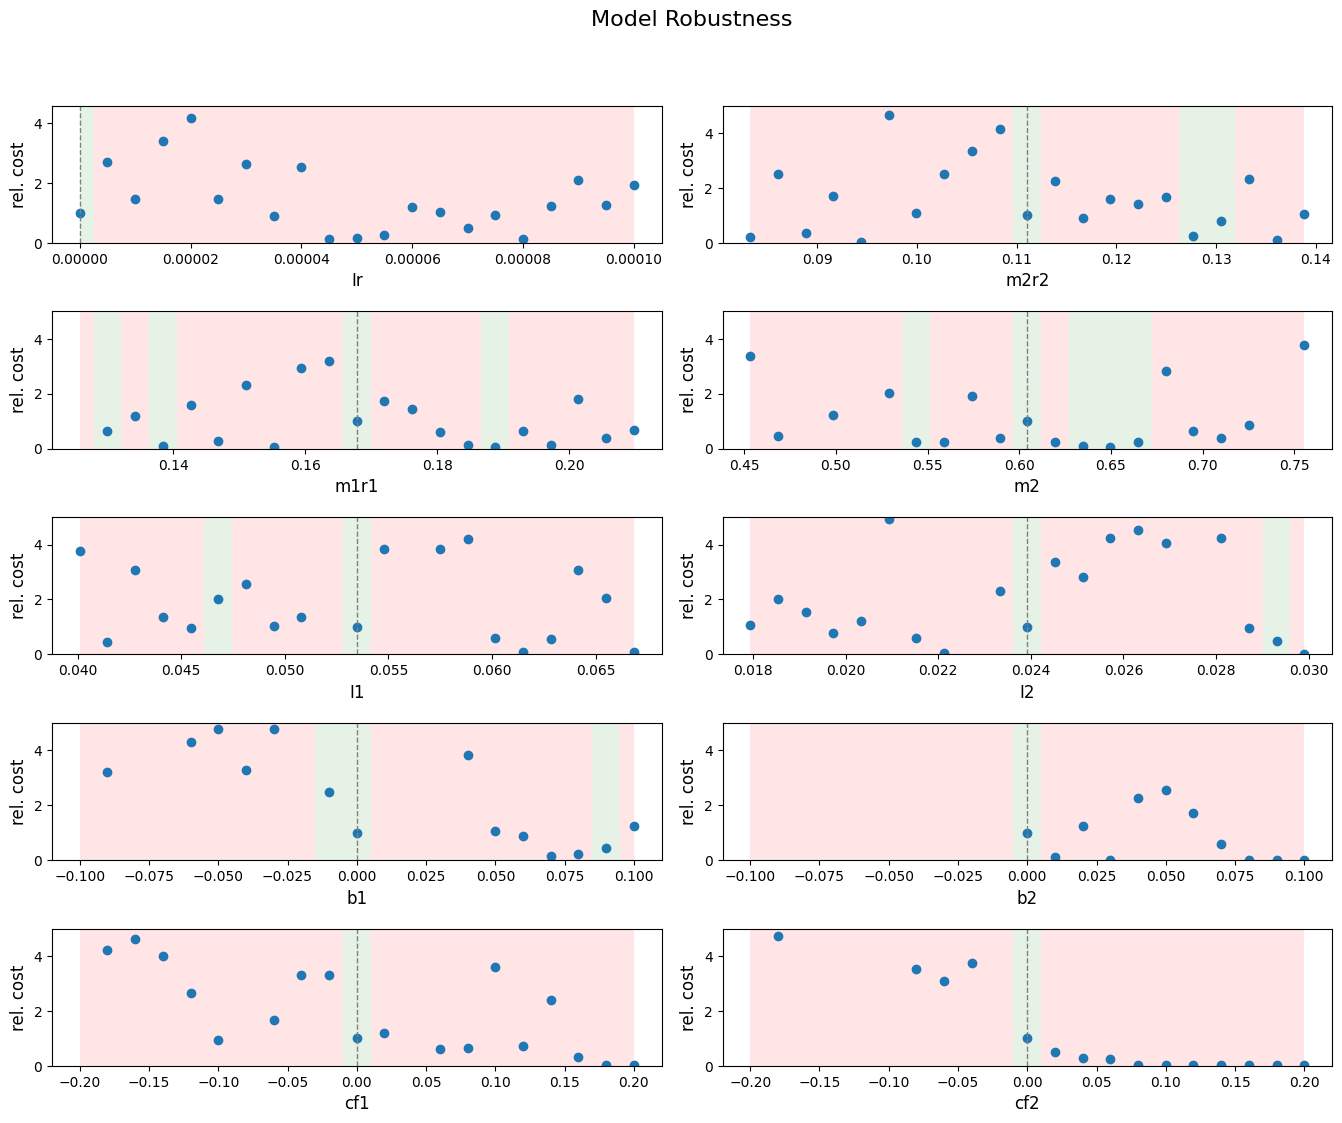 Model Robustness
rel. cost
4
2
0
0.00000 0.00002 0.00004 0.00006 0.00008 0.00010
Ir
rel. cost
4
2
0
0.09 0.10 0.11 0.12 0.13 0.14
m2r2
rel. cost
4
2
0
0.14 0.16 0.18 0.20
m1r1
rel. cost
4
2
0
0.45 0.50 0.55 0.60 0.65 0.70 0.75
m2
rel. cost
4
2
0
0.040 0.045 0.050 0.055 0.060 0.065
I1
rel. cost
4
2
0
0.018 0.020 0.022 0.024 0.026 0.028 0.030
I2
rel. cost
4
2
0
−0.100 −0.075 −0.050 −0.025 0.000 0.025 0.050 0.075 0.100
b1
rel. cost
4
2
0
−0.100 −0.075 −0.050 −0.025 0.000 0.025 0.050 0.075 0.100
b2
rel. cost
4
2
0
−0.20 −0.15 −0.10 −0.05 0.00 0.05 0.10 0.15 0.20
cf1
rel. cost
4
2
0
−0.20 −0.15 −0.10 −0.05 0.00 0.05 0.10 0.15 0.20
cf2